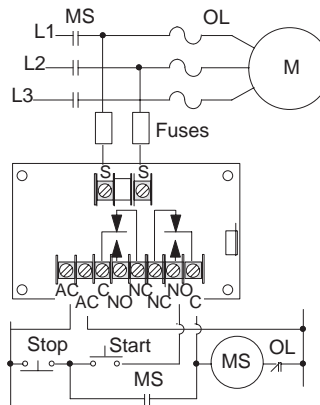 MS OL
L1
L2 M
L3
Fuses
S S
AC C NC NO
AC NO NC C
Stop Start MS OL
MS